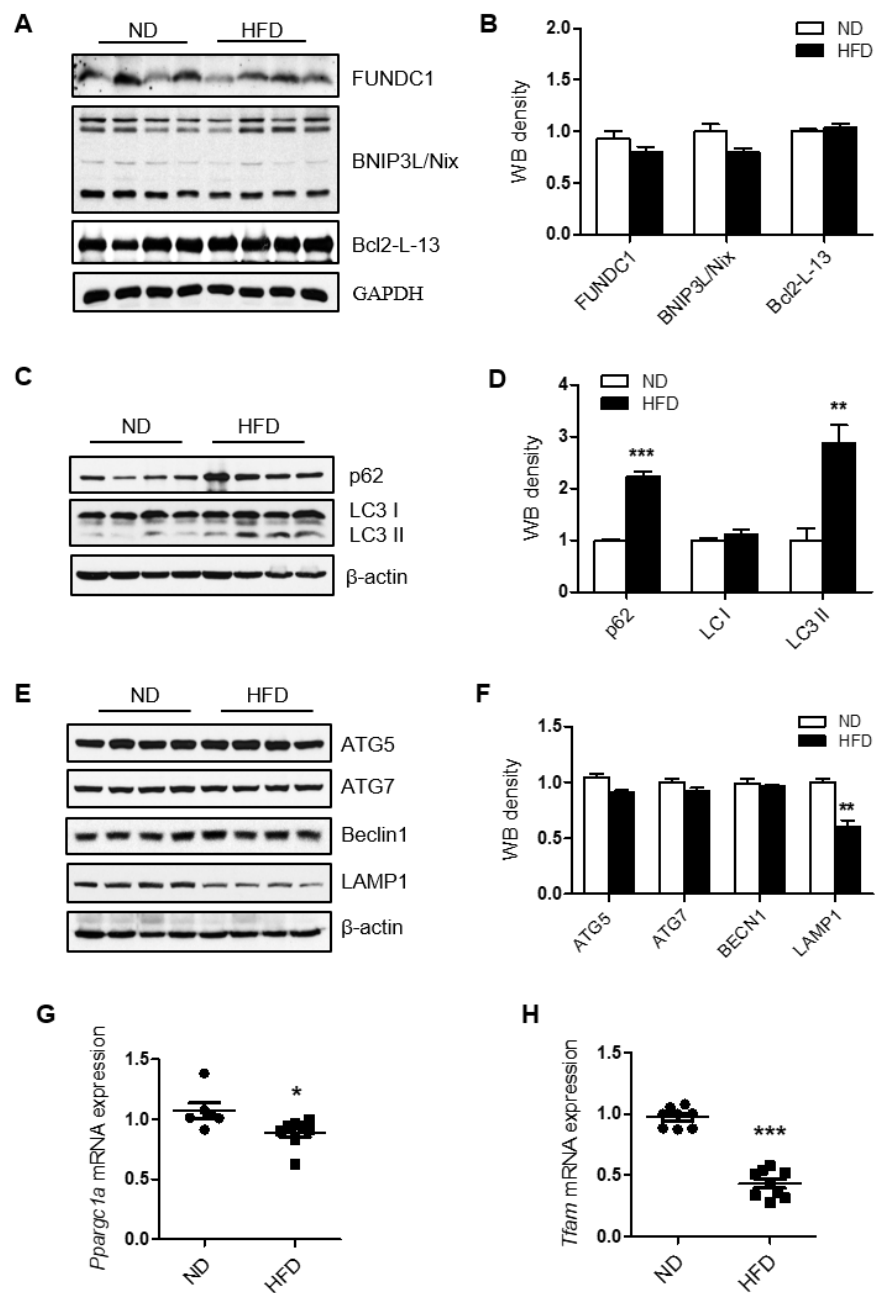 A
ND HFD
FUNDC1
BNIP3L/Nix
Bcl2-L-13
GAPDH
B
ND
HFD
WB density
2.0
1.5
1.0
0.5
0.0
FUNDC1
BNIP3L/Nix
Bcl2-L-13
C
ND HFD
p62
LC3 I
LC3 II
β-actin
D
ND
HFD
WB density
4
3
2
1
0
***
**
p62
LC I
LC3 II
E
ND HFD
ATG5
ATG7
Beclin1
LAMP1
β-actin
F
ND
HFD
WB density
1.5
1.0
0.5
0.0
**
ATG5
ATG7
BECN1
LAMP1
G
Ppargc1a mRNA expression
1.5
1.0
0.5
0.0
*
ND
HFD
H
Tfam mRNA expression
1.5
1.0
0.5
0.0
***
ND
HFD